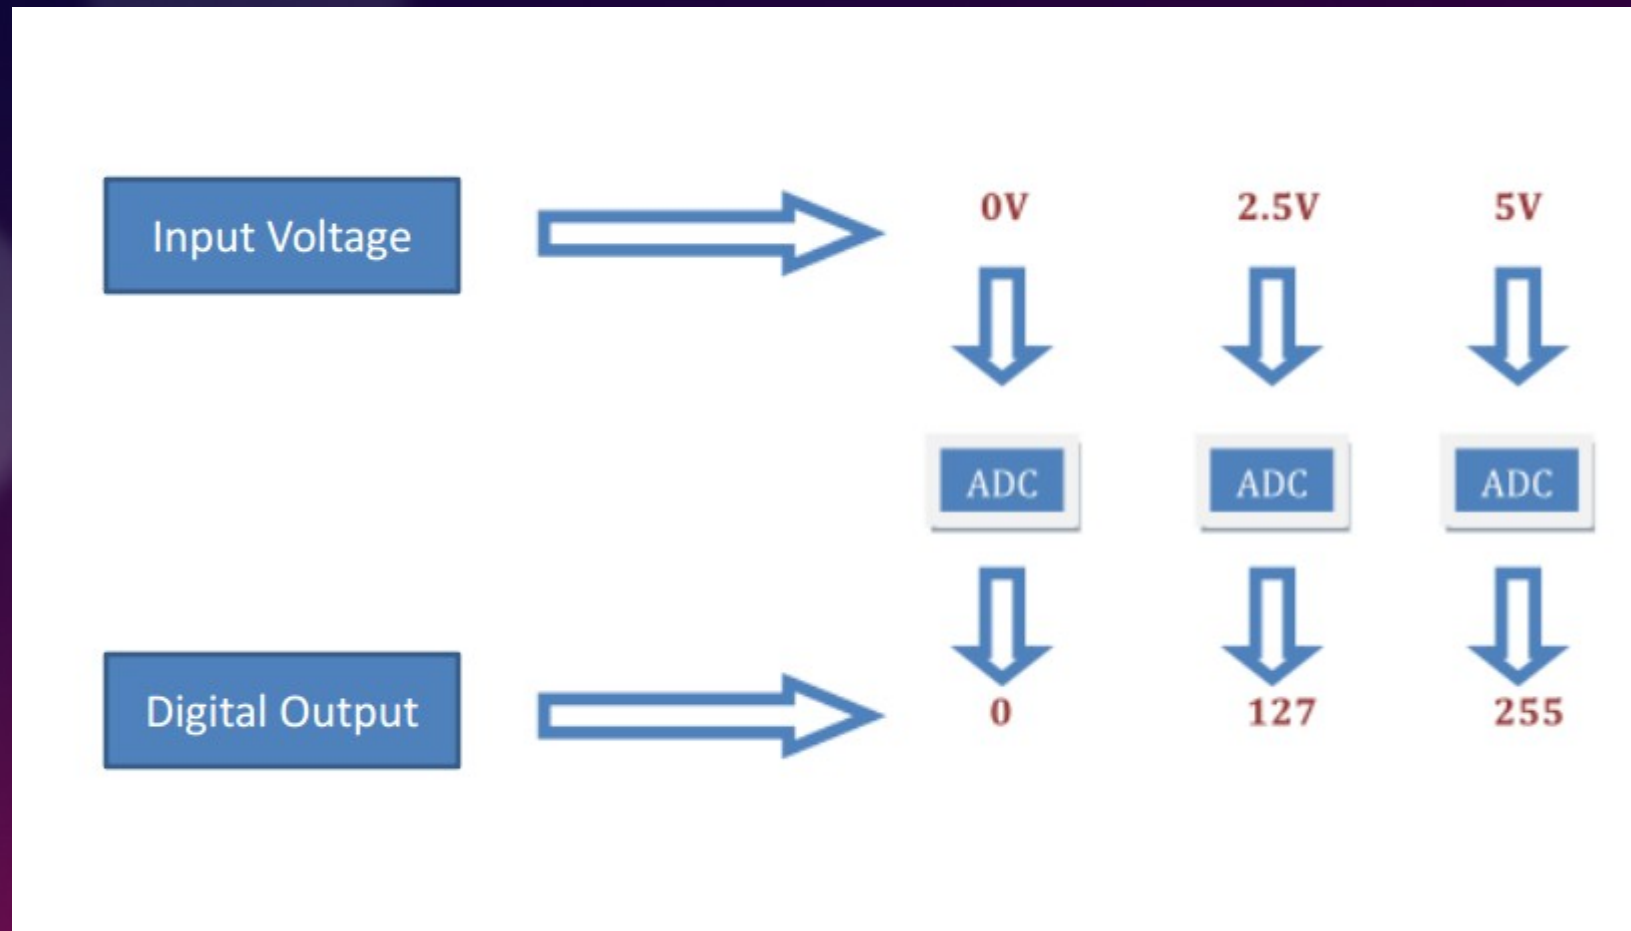 Input Voltage
0V 2.5V 5V
ADC ADC ADC
Digital Output
0 127 255